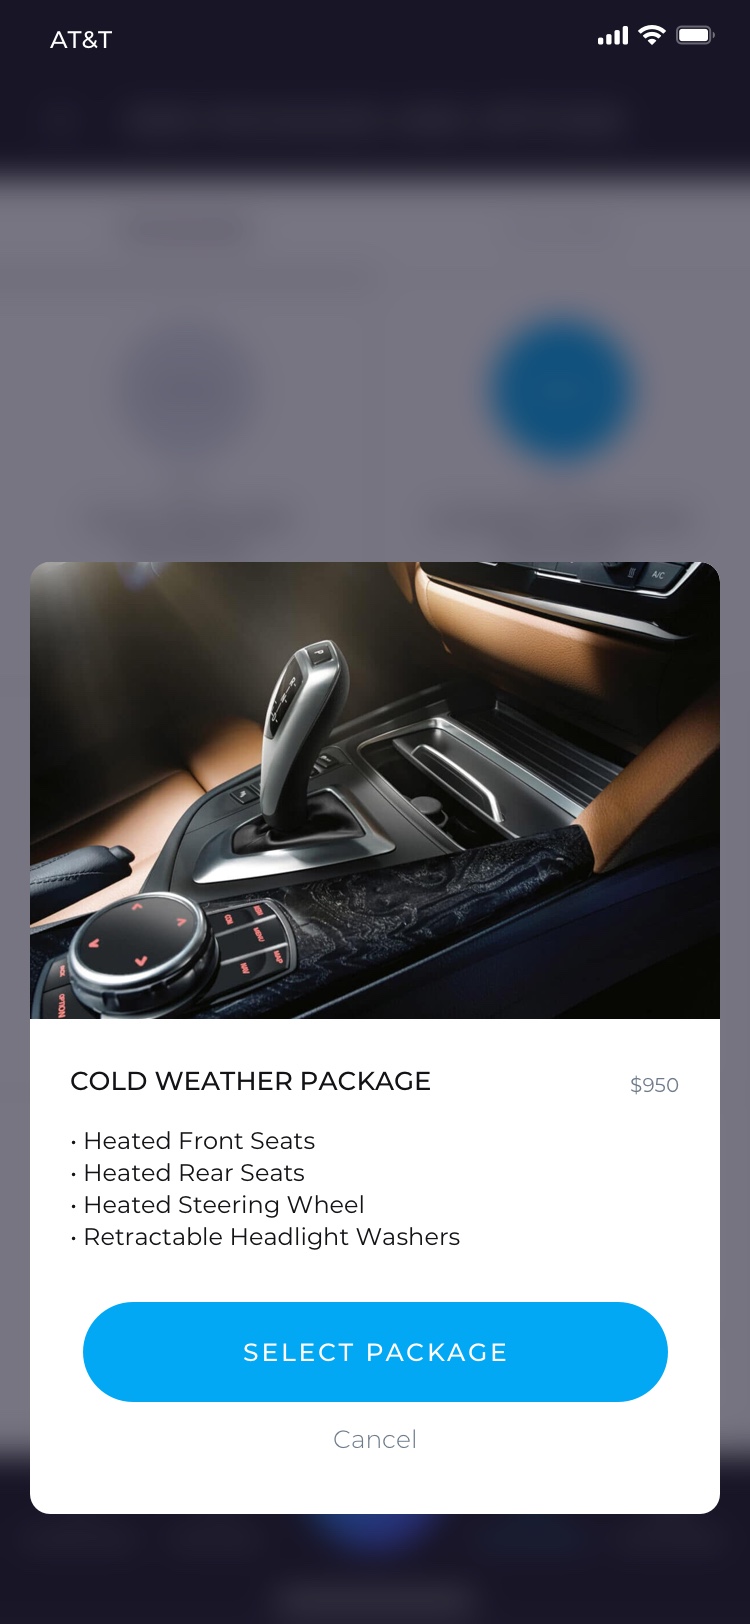 AT&T
A/C
P
OPTION
COLD WEATHER PACKAGE
$950
• Heated Front Seats
• Heated Rear Seats
• Heated Steering Wheel
• Retractable Headlight Washers
SELECT PACKAGE
Cancel